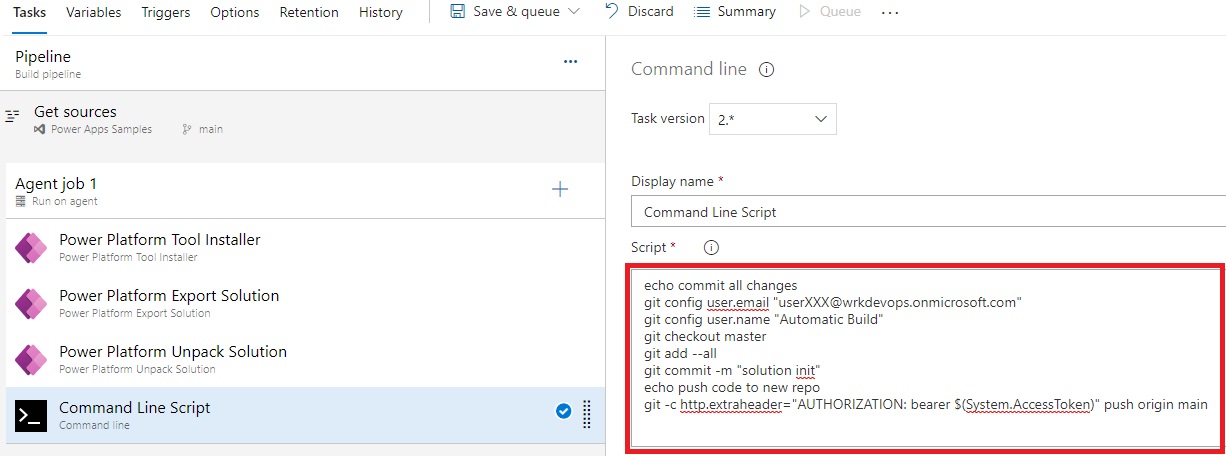 Tasks Variables Triggers Options Retention History Save & queue Discard Summary Queue ...
Pipeline
Build pipeline
Get sources
Power Apps Samples main
Agent job 1
Run on agent
Power Platform Tool Installer
Power Platform Tool Installer
Power Platform Export Solution
Power Platform Export Solution
Power Platform Unpack Solution
Power Platform Unpack Solution
Command Line Script
Command line
Command line
Task version 2.*
Display name *
Command Line Script
Script *
echo commit all changes
git config user.email "userXXX@wrkdevops.onmicrosoft.com"
git config user.name "Automatic Build"
git checkout master
git add --all
git commit -m "solution init"
echo push code to new repo
git -c http.extraheader="AUTHORIZATION: bearer $(System.AccessToken)" push origin main